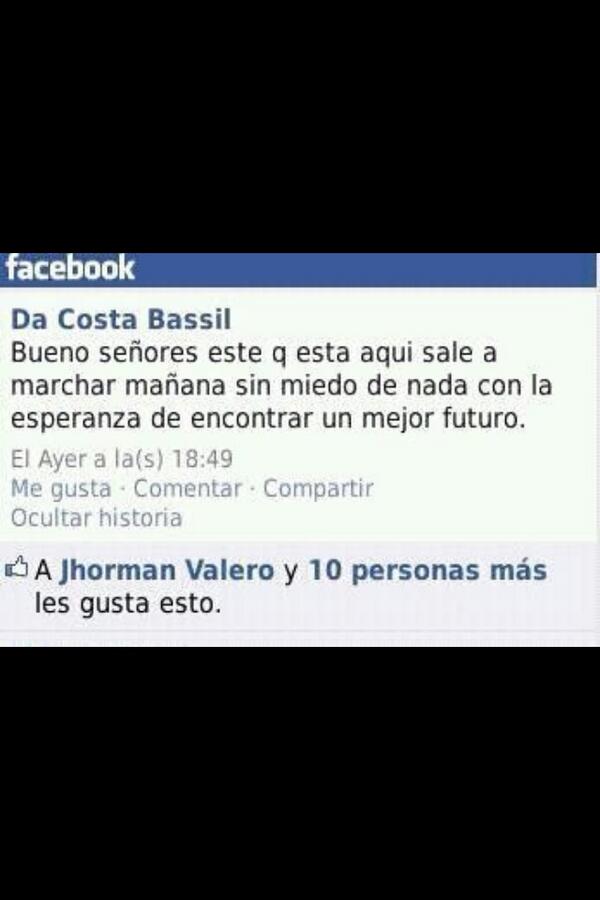 facebook
Da Costa Bassil
Bueno señores este q esta aqui sale a
marchar mañana sin miedo de nada con la
esperanza de encontrar un mejor futuro.
El Ayer a la(s) 18:49
Me gusta · Comentar · Compartir
Ocultar historia
A Jhorman Valero y 10 personas más
les gusta esto.